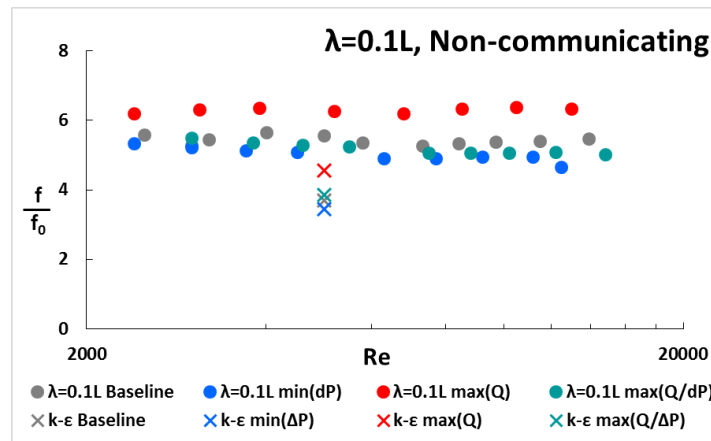 λ=0.1L, Non-communicating
8
6
4
2
0
f
f₀
2000
Re
20000
λ=0.1L Baseline
λ=0.1L min(dP)
λ=0.1L max(Q)
λ=0.1L max(Q/dP)
k-ε Baseline
k-ε min(ΔP)
k-ε max(Q)
k-ε max(Q/ΔP)